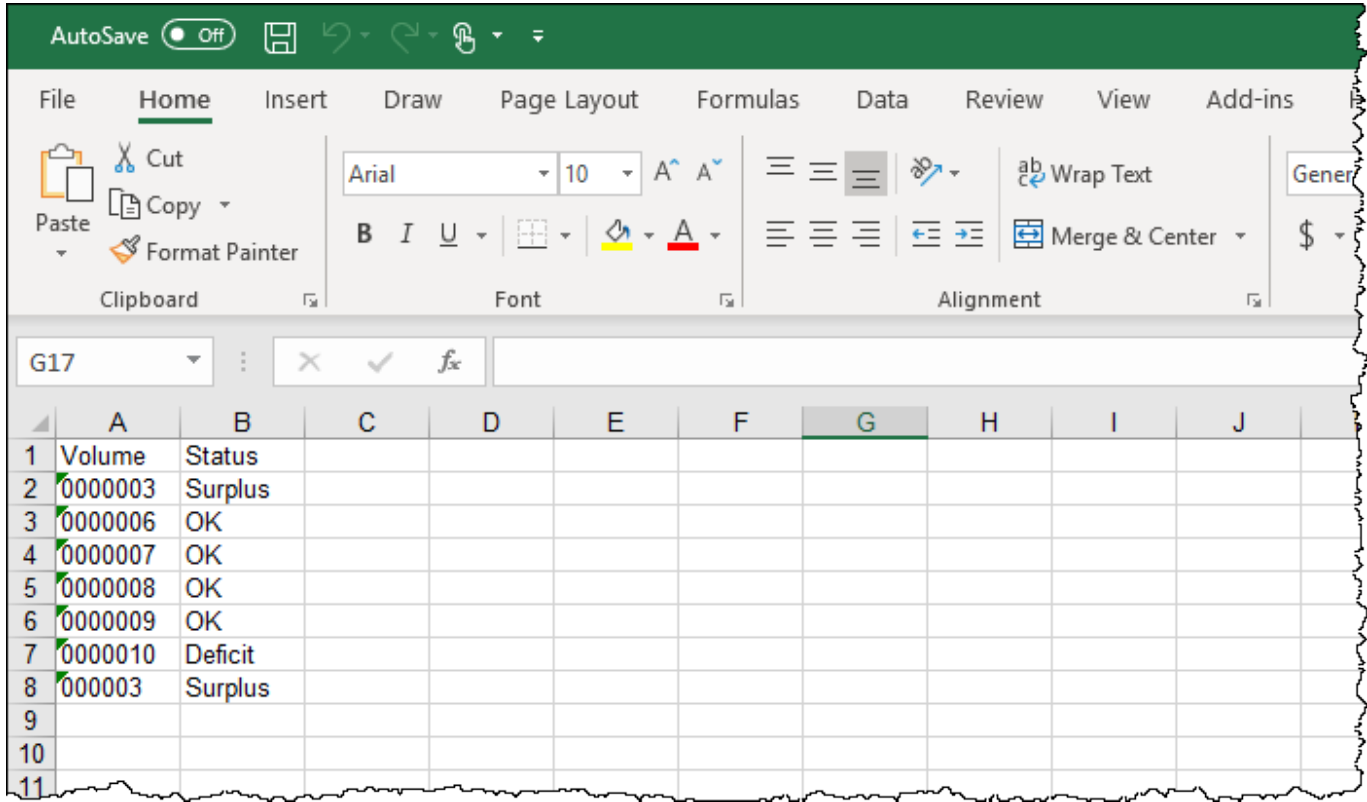 AutoSave Off
File Home Insert Draw Page Layout Formulas Data Review View Add-ins
Cut
Copy
Paste
Format Painter
Clipboard
Arial 10 A A
B I U A
Font
ab Wrap Text
Merge & Center
Alignment
Gener
$
G17 fx
A B C D E F G H I J
1 Volume Status
2 0000003 Surplus
3 0000006 OK
4 0000007 OK
5 0000008 OK
6 0000009 OK
7 0000010 Deficit
8 000003 Surplus
9
10
11